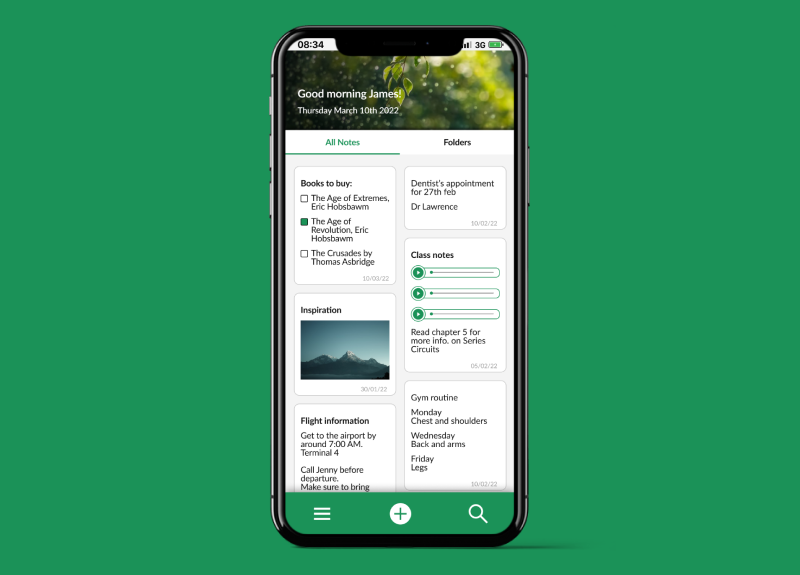 08:34
3G
Good morning James!
Thursday March 10th 2022
All Notes
Folders
Books to buy:
The Age of Extremes,
Eric Hobsbawm
The Age of
Revolution, Eric
Hobsbawm
The Crusades by
Thomas Asbridge
10/03/22
Inspiration
30/01/22
Flight information
Get to the airport by
around 7:00 AM.
Terminal 4
Call Jenny before
departure.
Make sure to bring
Dentist's appointment
for 27th feb
Dr Lawrence
10/02/22
Class notes
Read chapter 5 for
more info. on Series
Circuits
05/02/22
Gym routine
Monday
Chest and shoulders
Wednesday
Back and arms
Friday
Legs
10/02/22